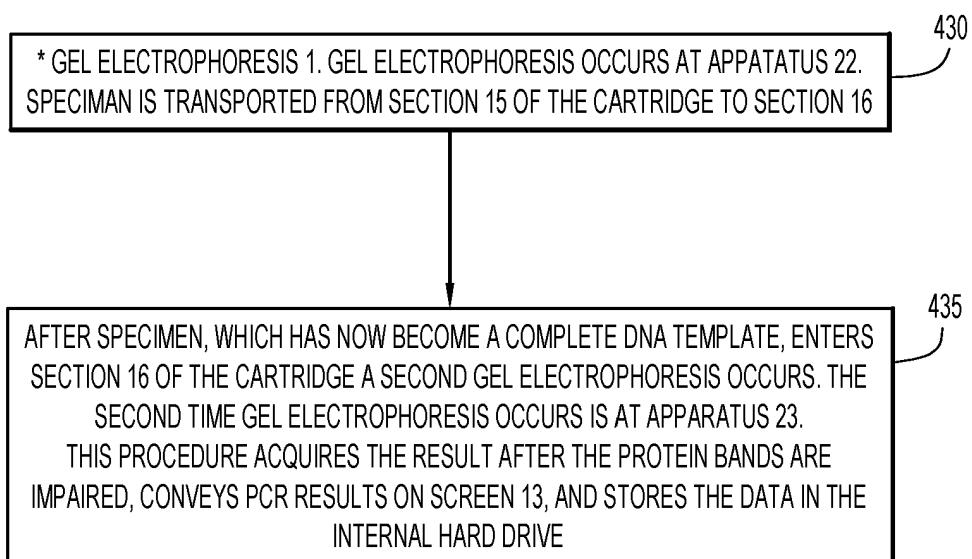 430
* GEL ELECTROPHORESIS 1. GEL ELECTROPHORESIS OCCURS AT APPATATUS 22.
SPECIMAN IS TRANSPORTED FROM SECTION 15 OF THE CARTRIDGE TO SECTION 16
435
AFTER SPECIMEN, WHICH HAS NOW BECOME A COMPLETE DNA TEMPLATE, ENTERS
SECTION 16 OF THE CARTRIDGE A SECOND GEL ELECTROPHORESIS OCCURS. THE
SECOND TIME GEL ELECTROPHORESIS OCCURS IS AT APPARATUS 23.
THIS PROCEDURE ACQUIRES THE RESULT AFTER THE PROTEIN BANDS ARE
IMPAIRED, CONVEYS PCR RESULTS ON SCREEN 13, AND STORES THE DATA IN THE
INTERNAL HARD DRIVE